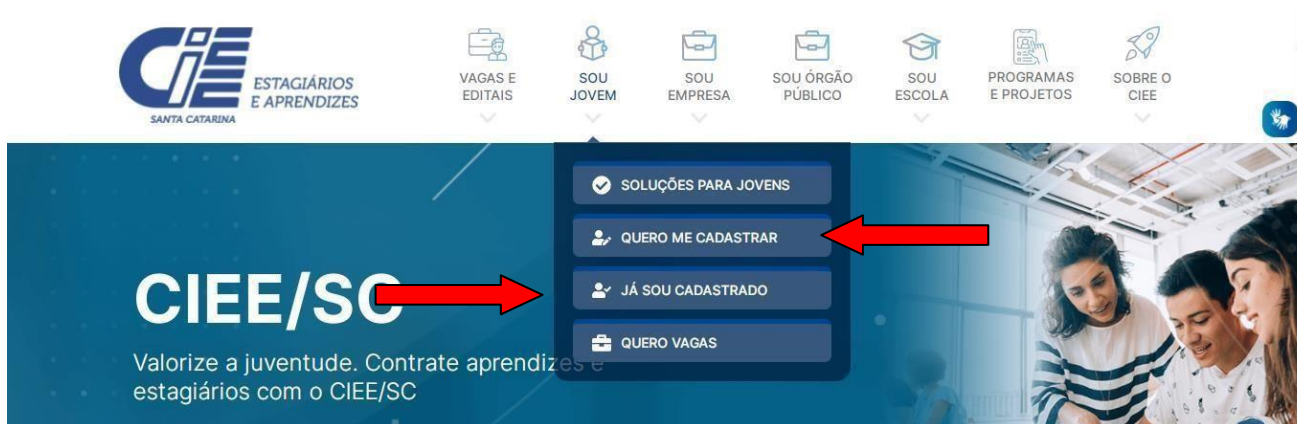 CIEE
ESTAGIÁRIOS
E APRENDIZES
SANTA CATARINA
VAGAS E
EDITAIS
SOU
JOVEM
SOU
EMPRESA
SOU ÓRGÃO
PÚBLICO
SOU
ESCOLA
PROGRAMAS
E PROJETOS
SOBRE O
CIEE
SOLUÇÕES PARA JOVENS
QUERO ME CADASTRAR
JÁ SOU CADASTRADO
QUERO VAGAS
CIEE/SC
Valorize a juventude. Contrate aprendizes e
estagiários com o CIEE/SC